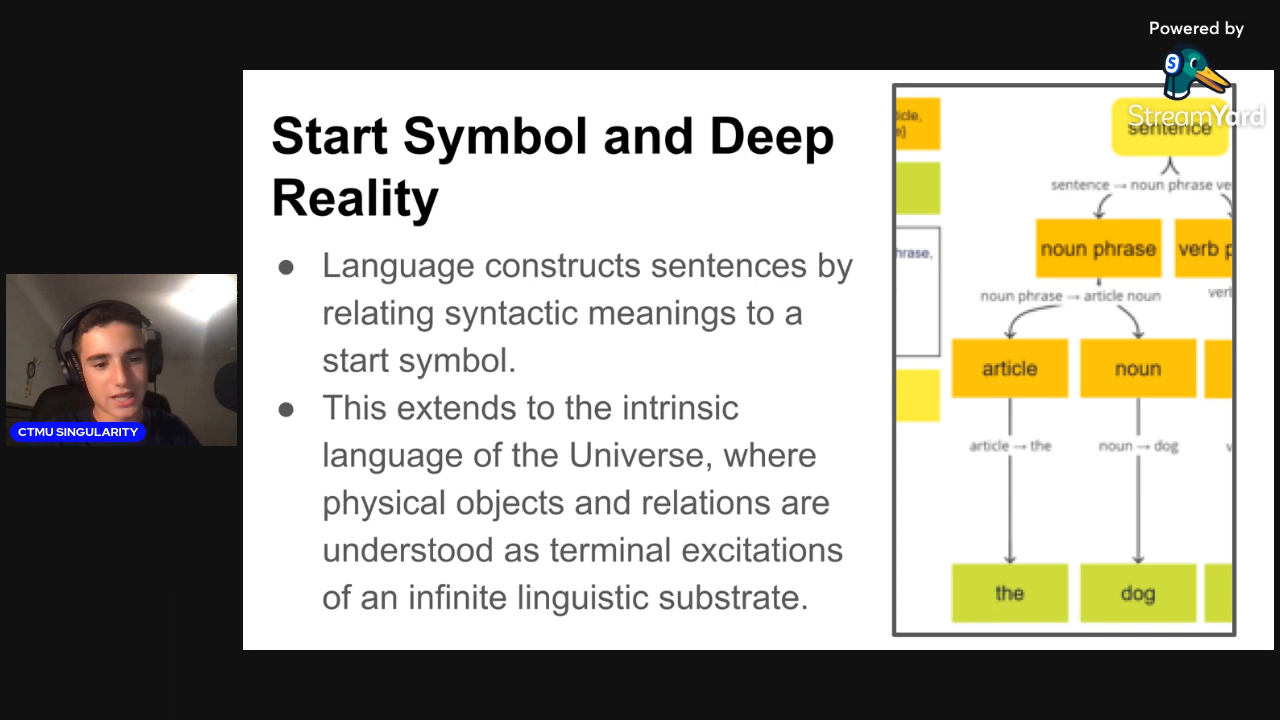 Powered by
StreamYard
Start Symbol and Deep
Reality
● Language constructs sentences by
relating syntactic meanings to a
start symbol.
● This extends to the intrinsic
language of the Universe, where
physical objects and relations are
understood as terminal excitations
of an infinite linguistic substrate.
sentence
sentence → noun phrase
noun phrase
noun phrase → article noun
article
noun
article → the
noun → dog
the
dog
CTMU SINGULARITY